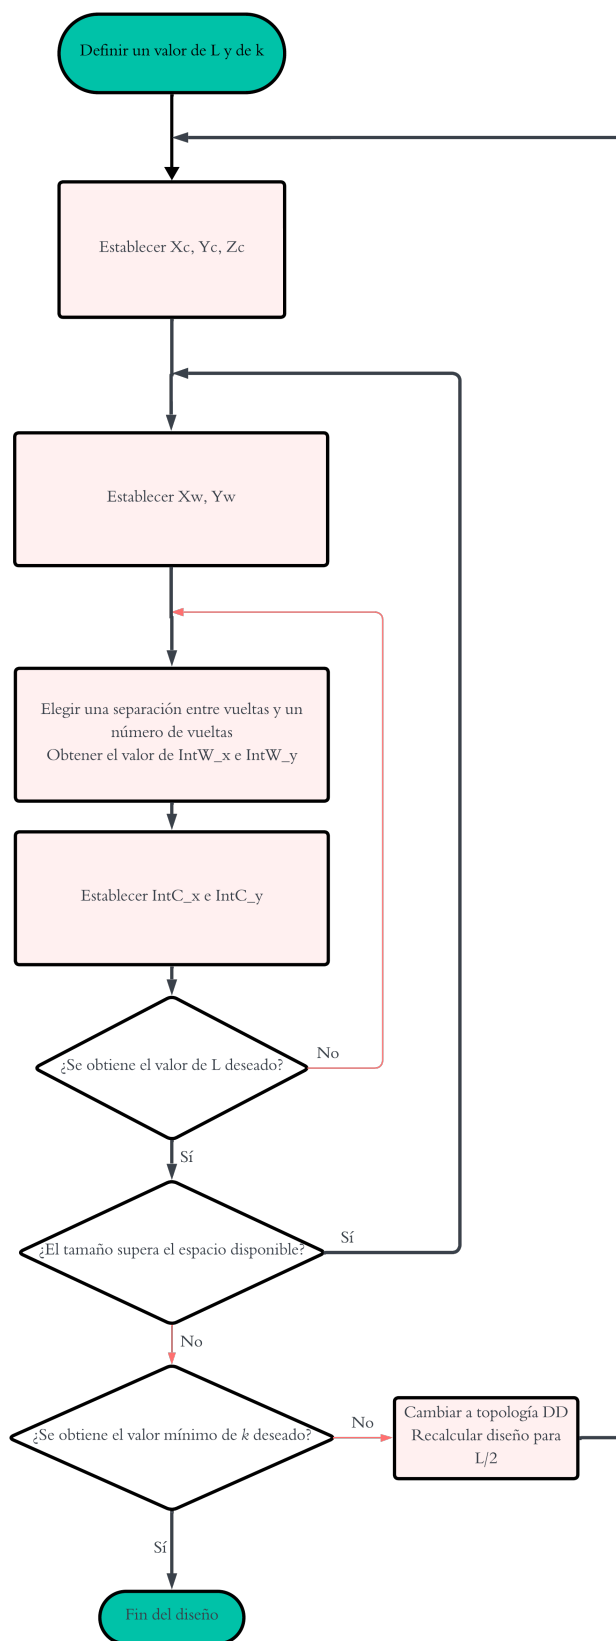 Definir un valor de L y de k
Establecer Xc, Yc, Zc
Establecer Xw, Yw
Elegir una separación entre vueltas y un
número de vueltas
Obtener el valor de IntW_x e IntW_y
Establecer IntC_x e IntC_y
¿Se obtiene el valor de L deseado?
No
Sí
¿El tamaño supera el espacio disponible?
Sí
No
¿Se obtiene el valor mínimo de k deseado?
No
Cambiar a topología DD
Recalcular diseño para
L/2
Sí
Fin del diseño